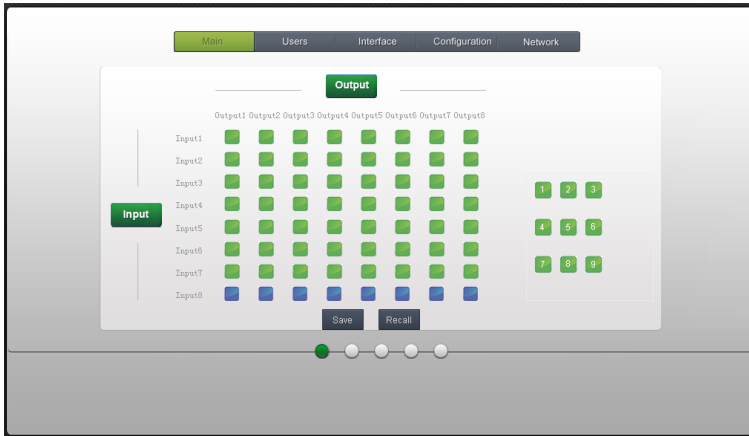 Main Users Interface Configuration Network
Output
Output1 Output2 Output3 Output4 Output5 Output6 Output7 Output8
Input1
Input2
Input3
Input4
Input5
Input6
Input7
Input8
Input
1 2 3
4 5 6
7 8 9
Save Recall